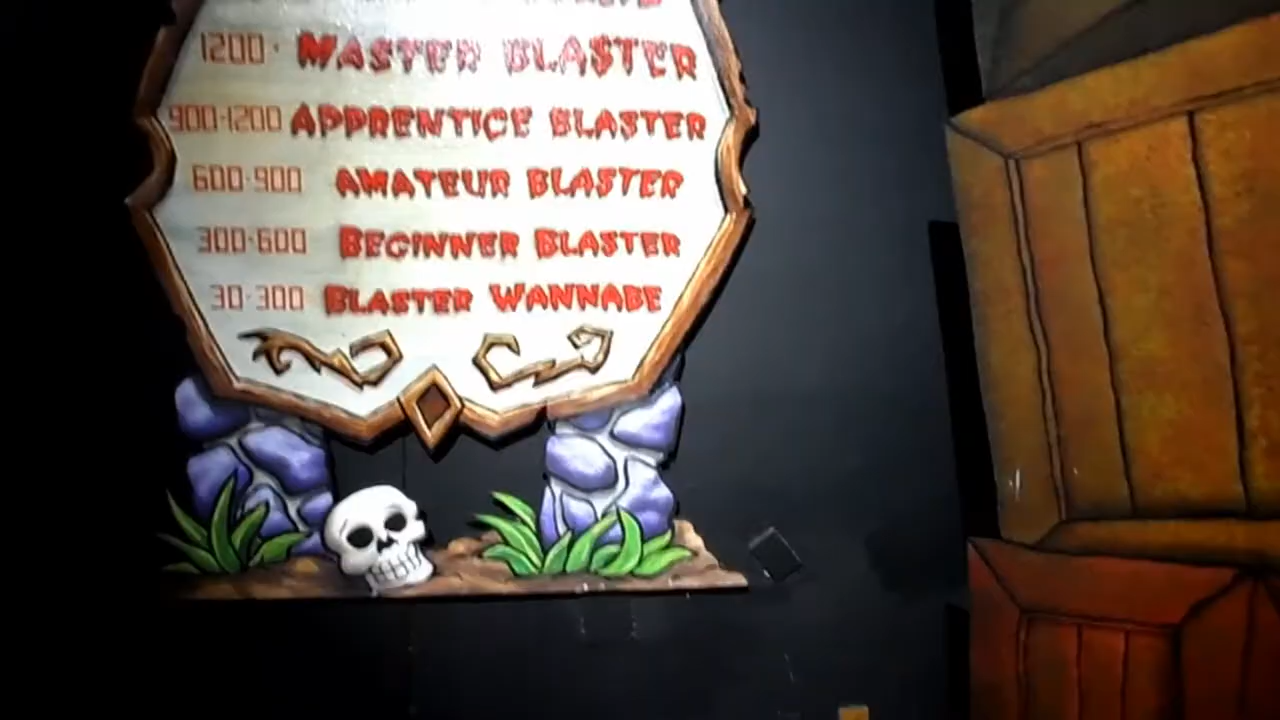 1200+ MASTER BLASTER
900-1200 APPRENTICE BLASTER
600-900 AMATEUR BLASTER
300-600 BEGINNER BLASTER
30-300 BLASTER WANNABE